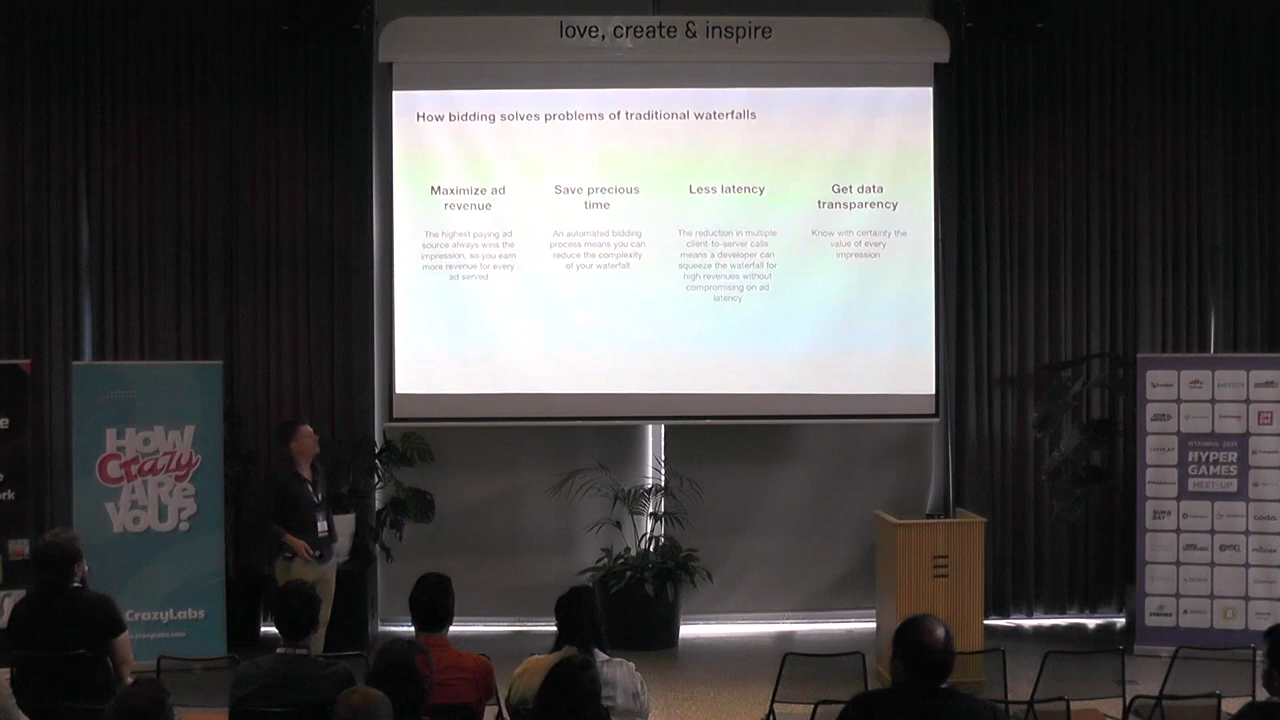 love, create & inspire
How bidding solves problems of traditional waterfalls
Maximize ad
revenue
The highest paying ad
source always wins the
impression, so you earn
more revenue for every
ad served
Save precious
time
An automated bidding
process means you can
reduce the complexity
of your waterfall
Less latency
The reduction in multiple
client-to-server calls
means a developer can
squeeze the waterfall for
high revenues without
compromising on ad
latency
Get data
transparency
Know with certainty the
value of every
impression
HOW
Crazy
ARE
YOU?
CrazyLabs
ISTANBUL 2021
HYPER
GAMES
MEET-UP